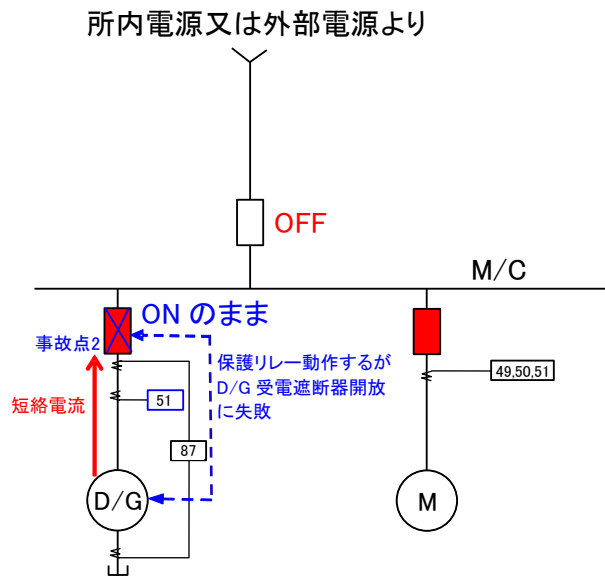 所内電源又は外部電源より
OFF
M/C
ON のまま
事故点2
保護リレー動作するが
D/G 受電遮断器開放
に失敗
49,50,51
短絡電流
51
87
D/G
M